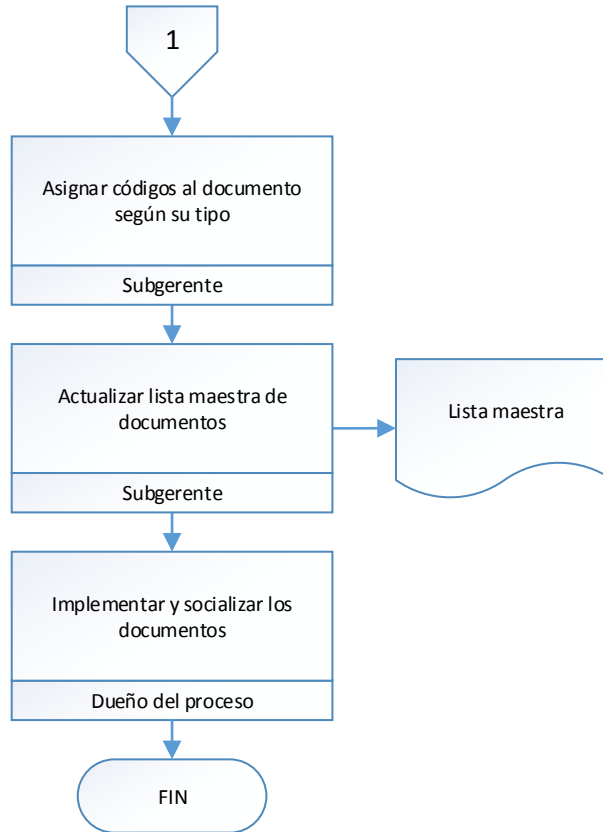 1
Asignar códigos al documento
según su tipo
Subgerente
Actualizar lista maestra de
documentos
Lista maestra
Subgerente
Implementar y socializar los
documentos
Dueño del proceso
FIN